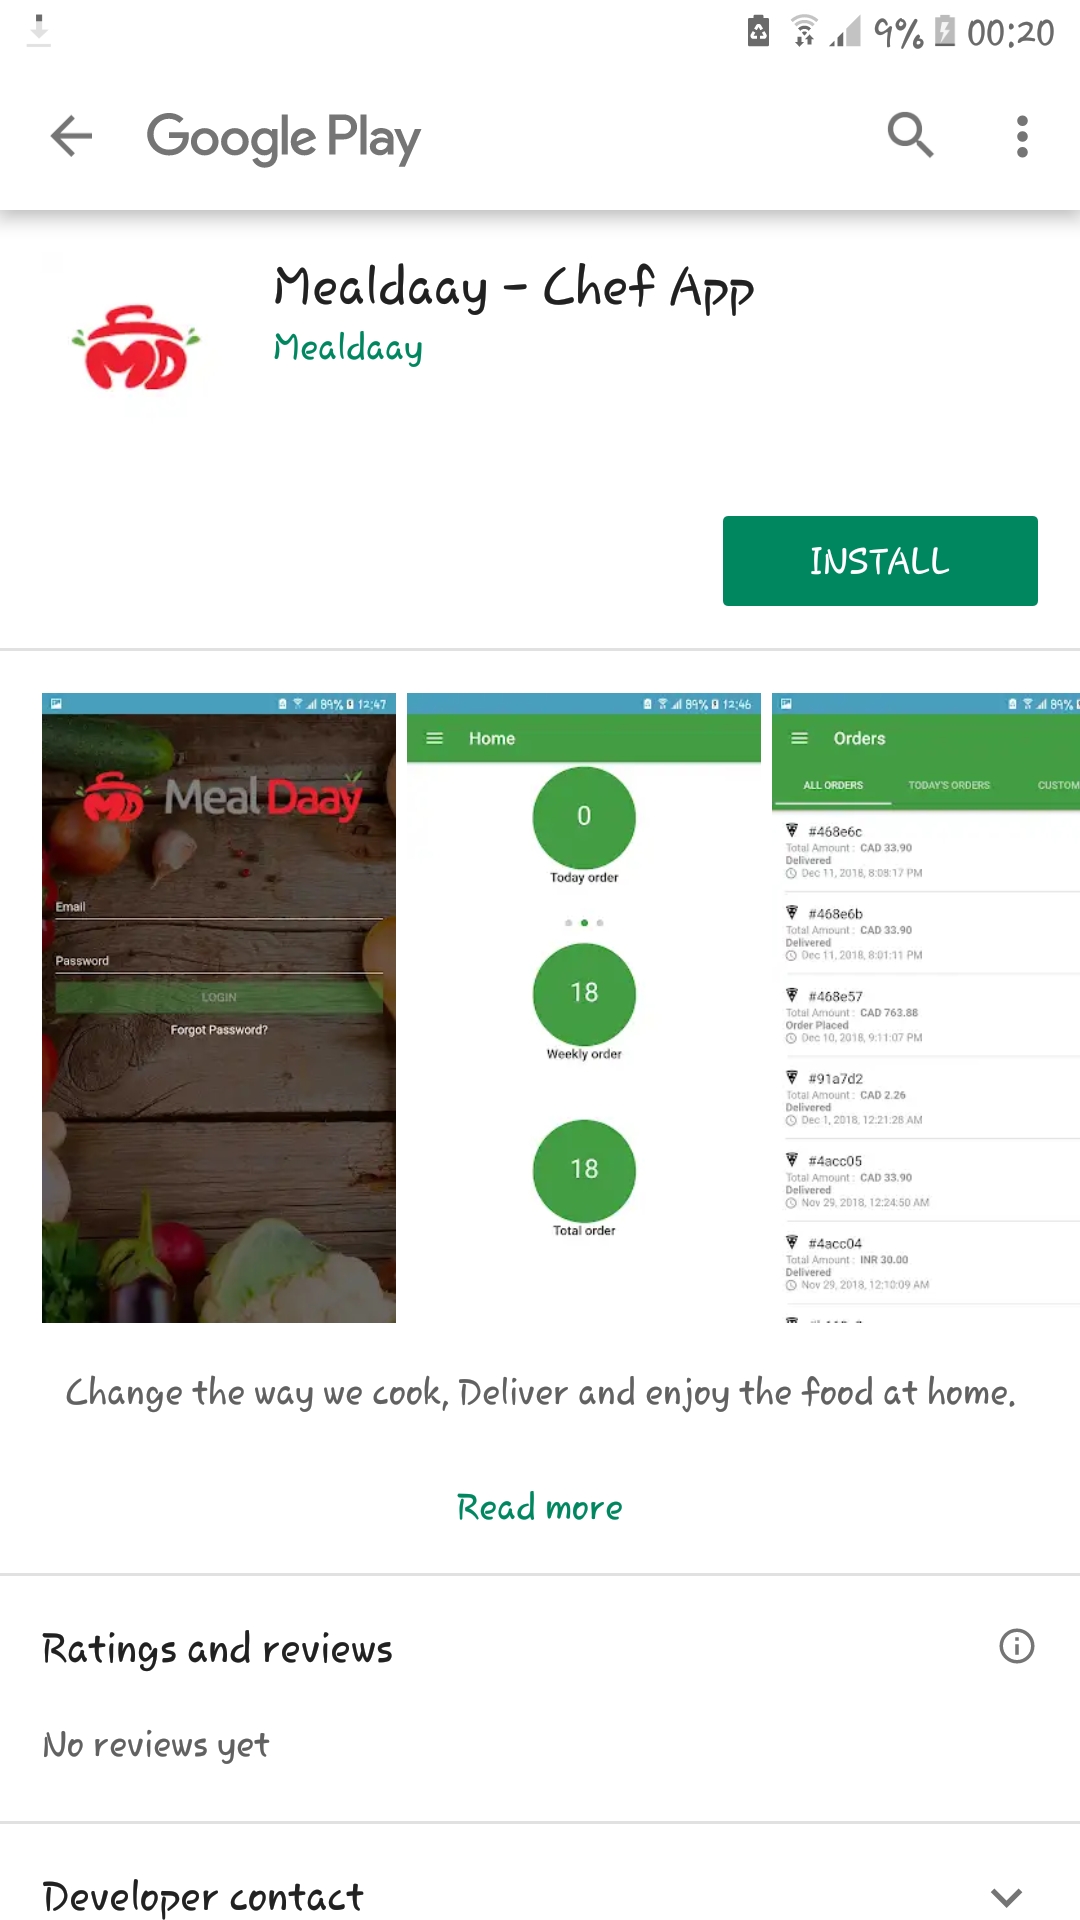 9% 00:20
Google Play
Mealdaay - Chef App
Mealdaay
INSTALL
89% 12:47
Meal Daay
Email
Password
LOGIN
Forgot Password?
89% 12:46
Home
0
Today order
18
Weekly order
18
Total order
89%
Orders
ALL ORDERS TODAY'S ORDERS CUSTOM
#468e6c
Total Amount : CAD 33.90
Delivered
Dec 11, 2018, 8:08:17 PM
#468e6b
Total Amount : CAD 33.90
Delivered
Dec 11, 2018, 8:01:11 PM
#468e57
Total Amount : CAD 763.88
Order Placed
Dec 10, 2018, 9:11:07 PM
#91a7d2
Total Amount : CAD 2.26
Delivered
Dec 1, 2018, 12:21:28 AM
#4acc05
Total Amount : CAD 33.90
Delivered
Nov 29, 2018, 12:24:50 AM
#4acc04
Total Amount : INR 30.00
Delivered
Nov 29, 2018, 12:10:09 AM
Change the way we cook, Deliver and enjoy the food at home.
Read more
Ratings and reviews
No reviews yet
Developer contact